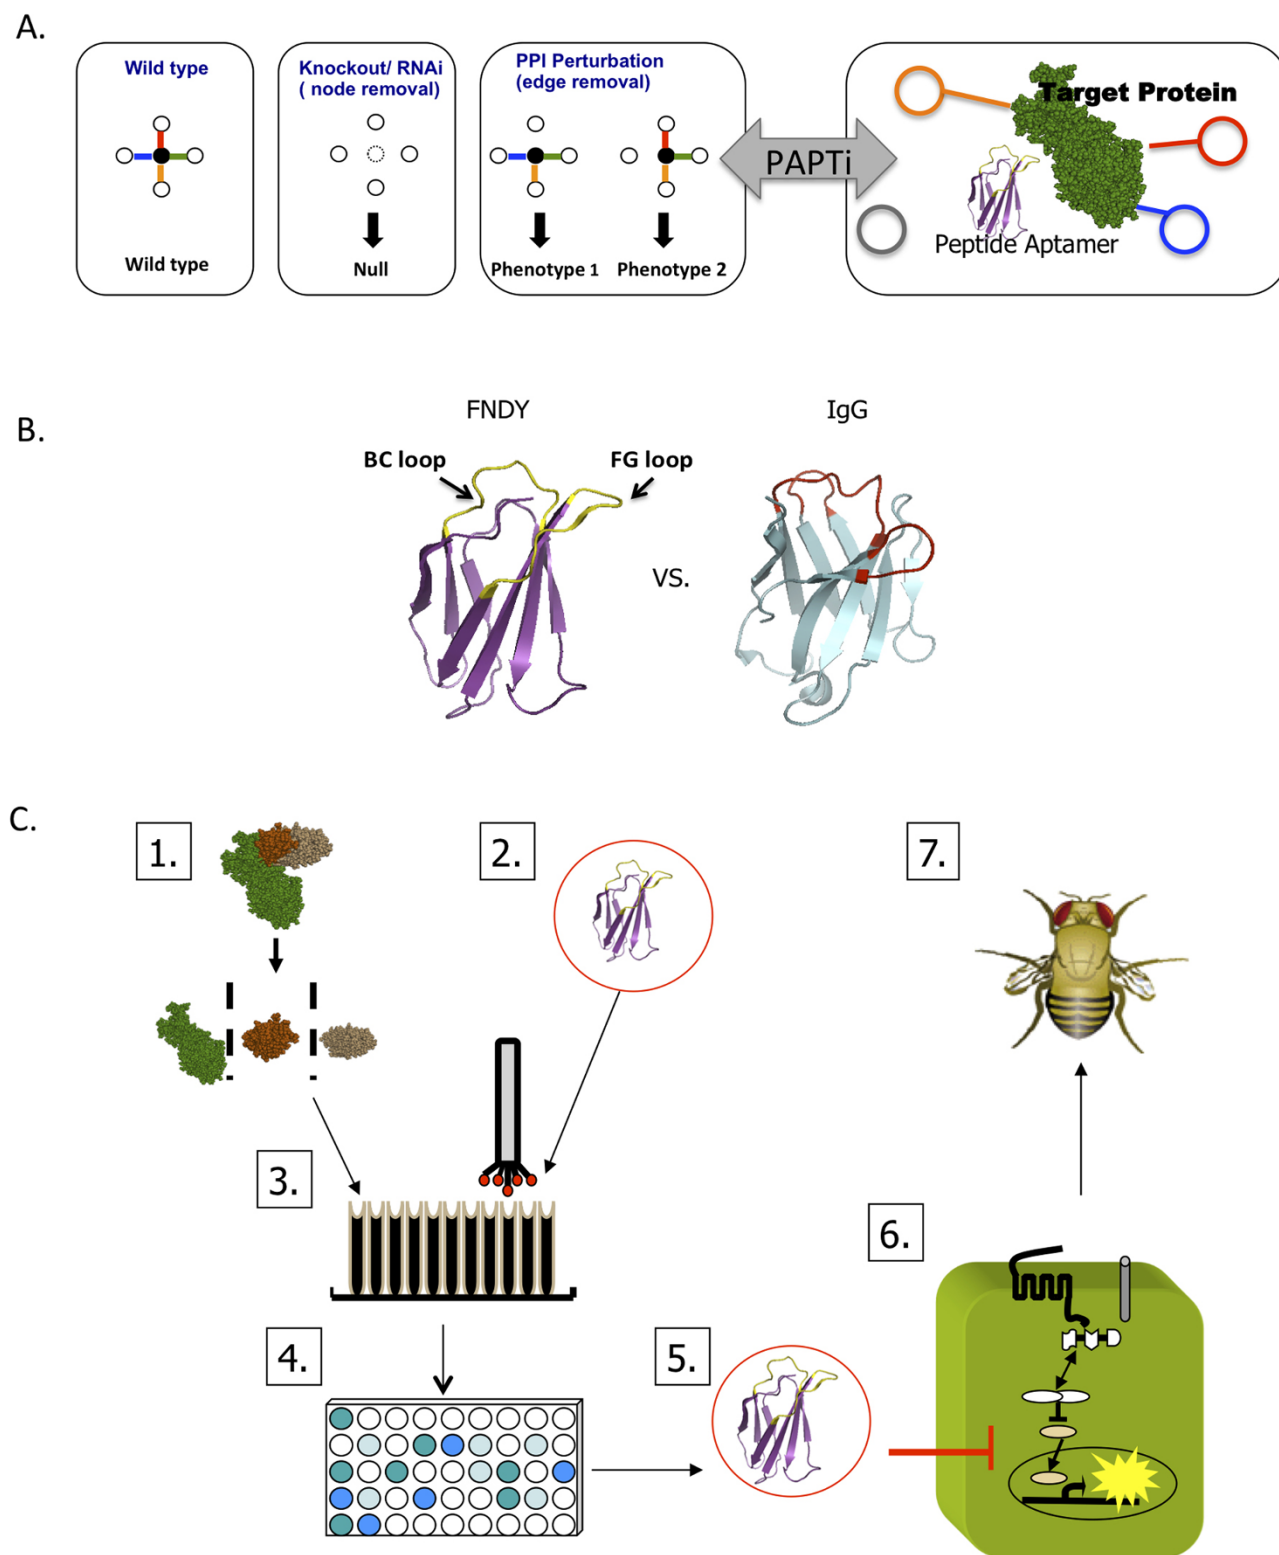 A.
Wild type
Wild type
Knockout/ RNAi
( node removal)
Null
PPI Perturbation
(edge removal)
Phenotype 1
Phenotype 2
PAPTi
Target Protein
Peptide Aptamer
B.
FNDY
IgG
BC loop
FG loop
VS.
C.
1.
2.
7.
3.
6.
4.
5.